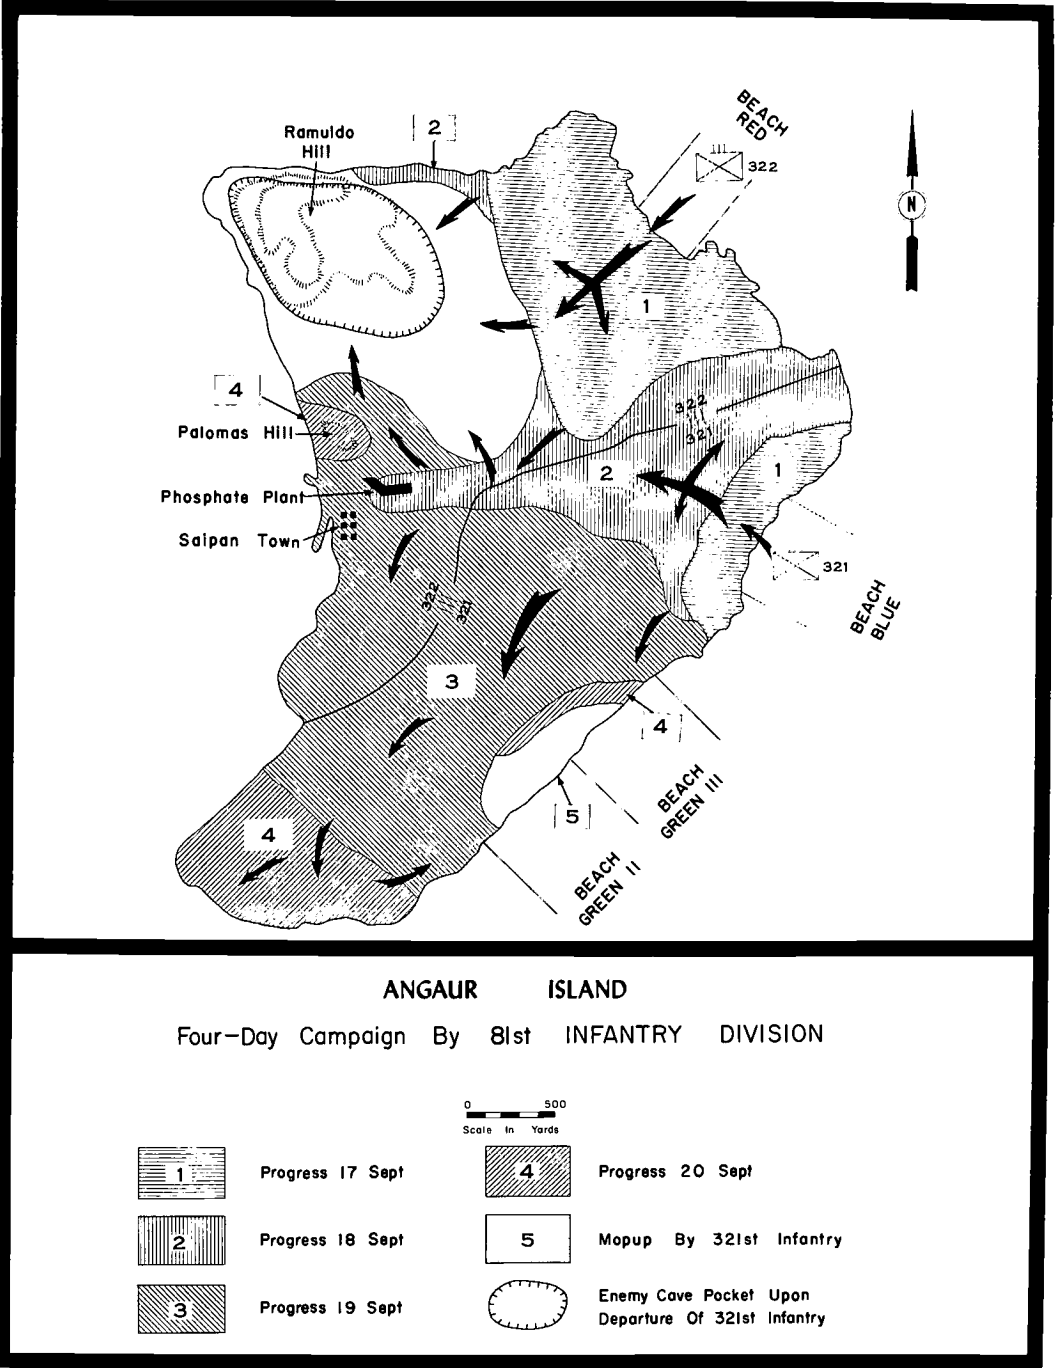 BEACH
RED
Ramuldo
Hill
2
III
322
N
1
4
322
III
321
Palomas Hill
2
1
Phosphate Plant
Saipan Town
321
322
III
321
BEACH
BLUE
3
4
BEACH
GREEN III
5
4
BEACH
GREEN II
ANGAUR ISLAND
Four-Day Campaign By 81st INFANTRY DIVISION
0 500
Scale In Yards
1 Progress 17 Sept
4 Progress 20 Sept
2 Progress 18 Sept
5 Mopup By 321st Infantry
3 Progress 19 Sept
Enemy Cave Pocket Upon
Departure Of 321st Infantry